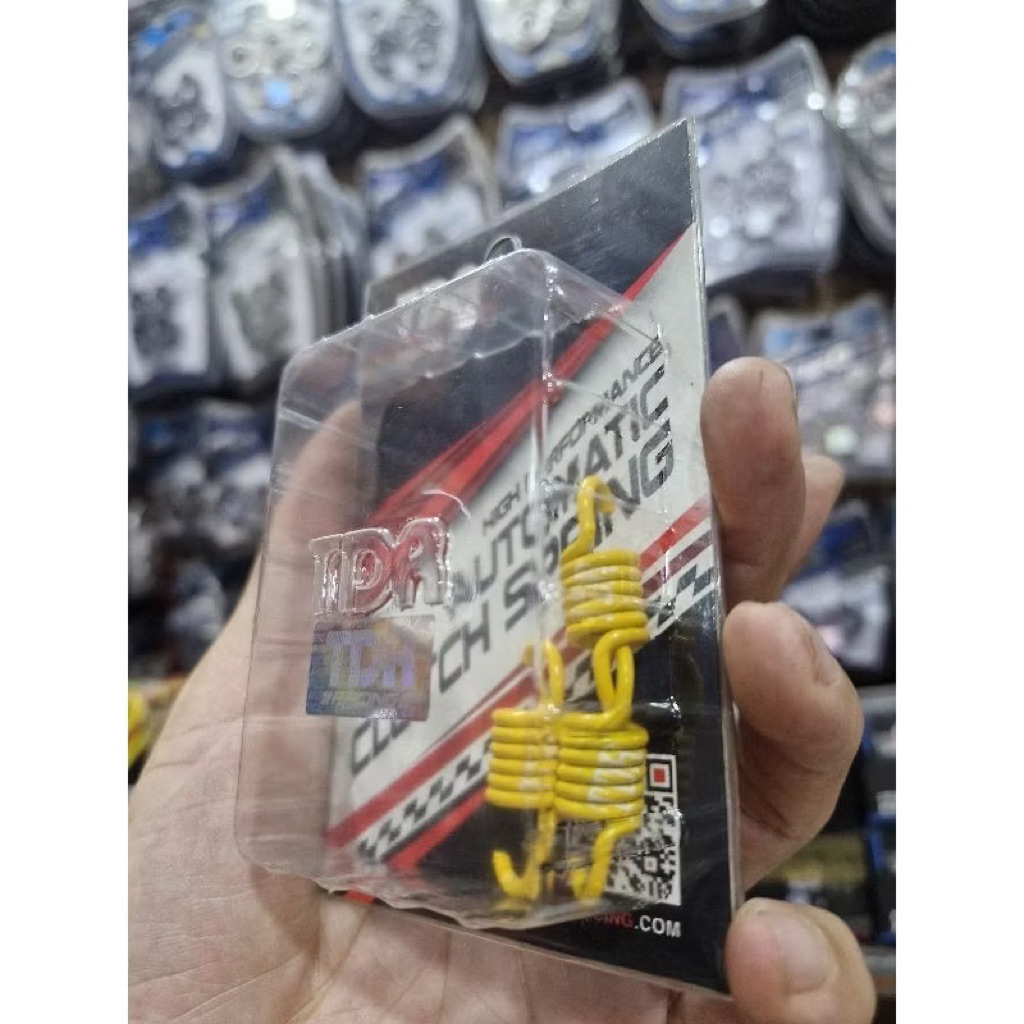 HIGH PERFORMANCE
AUTOMATIC
CLUTCH SPRING
TDR
TDR
.COM